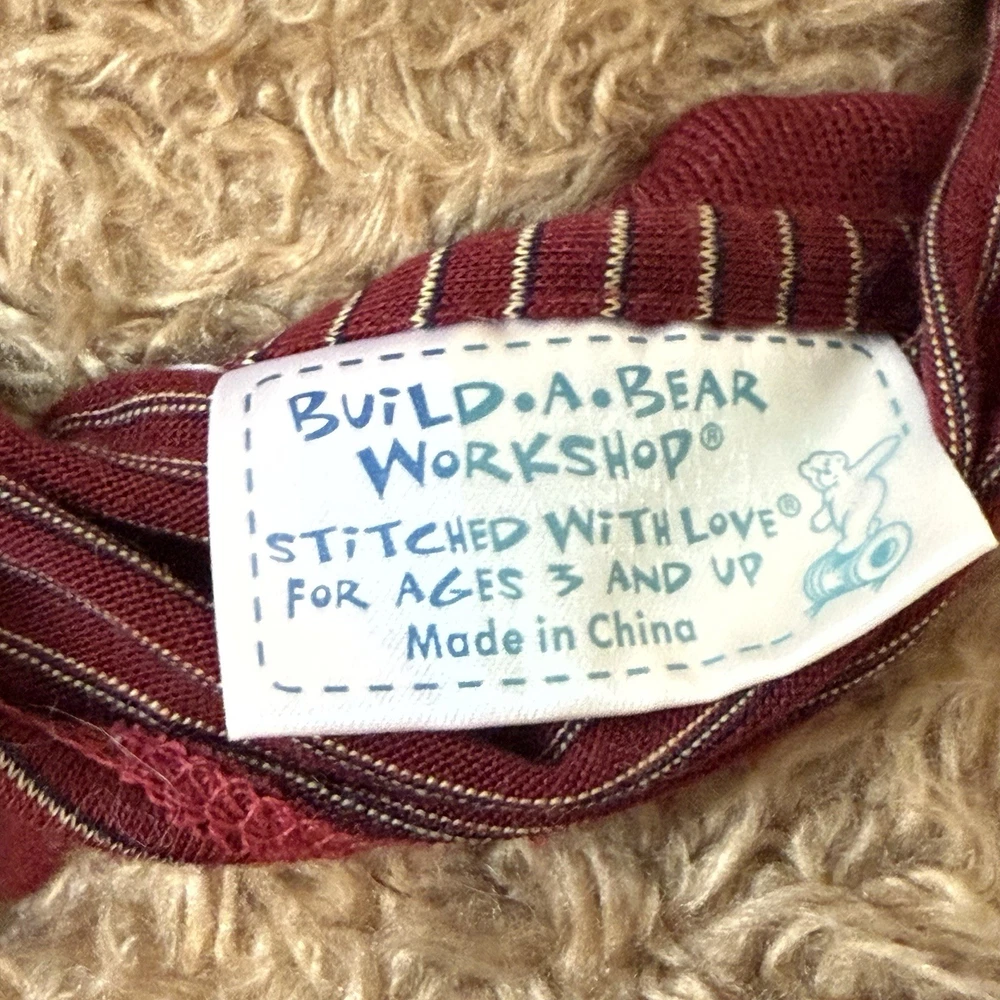 BUiLD•A•BEAR
WORKSHOP®
STiTCHED WiTH LOVE®
FOR AGES 3 AND UP
Made in China